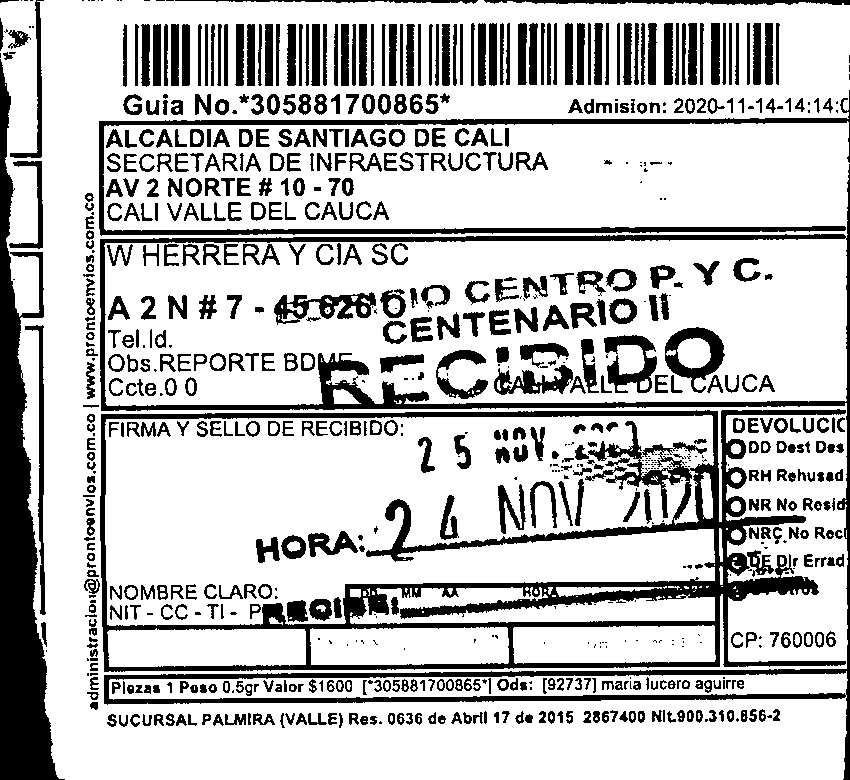 Guia No.*305881700865*
Admision: 2020-11-14-14:14:0
ALCALDIA DE SANTIAGO DE CALI
SECRETARIA DE INFRAESTRUCTURA
AV 2 NORTE # 10 - 70
CALI VALLE DEL CAUCA
www.prontoenvios.com.co
W HERRERA Y CIA SC
CENTRO P. Y C.
A 2 N # 7 - 45 626 O
CENTENARIO II
Tel.Id.
Obs.REPORTE BDME
RECIBIDO
Ccte.0 0
CALI VALLE DEL CAUCA
administracion@prontoenvios.com.co
FIRMA Y SELLO DE RECIBIDO:
25 NOV.
24 NOV 2020
HORA:
DEVOLUCIO
DD Dest Des
RH Rehusad
NR No Resid
NRC No Rect
DE Dir Errad
NOMBRE CLARO:
DD MM AA HORA
NIT - CC - TI - P
RECIBE:
CP: 760006
Piezas 1 Peso 0.5gr Valor $1600 [*305881700865*] Ods: [92737] maria lucero aguirre
SUCURSAL PALMIRA (VALLE) Res. 0636 de Abril 17 de 2015 2867400 Nit.900.310.856-2